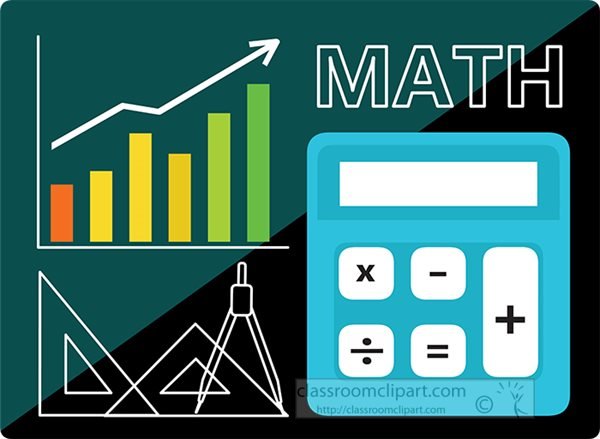 MATH
x -
+
÷ =
classroomclipart.com
http://classroomclipart.com ©